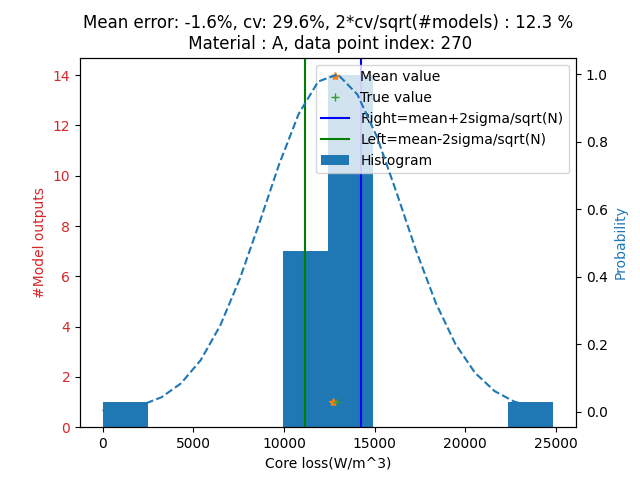 Mean error: -1.6%, cv: 29.6%, 2*cv/sqrt(#models) : 12.3 %
Material : A, data point index: 270
Mean value
True value
Right=mean+2sigma/sqrt(N)
Left=mean-2sigma/sqrt(N)
Histogram
#Model outputs
14
12
10
8
6
4
2
0
1.0
0.8
0.6
0.4
0.2
0.0
Probability
0 5000 10000 15000 20000 25000
Core loss(W/m^3)